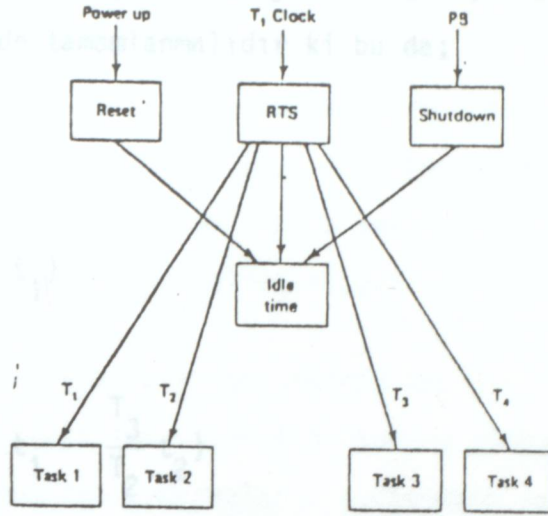 Power up
T₁ Clock
PB
Reset
RTS
Shutdown
Idle
time
T₁
T₂
T₃
T₄
Task 1
Task 2
Task 3
Task 4